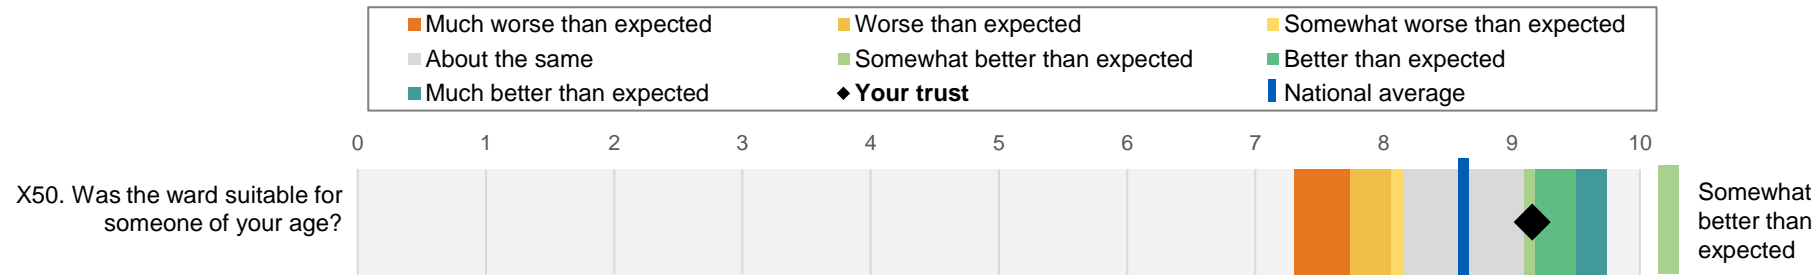 Much worse than expected
Worse than expected
Somewhat worse than expected
About the same
Somewhat better than expected
Better than expected
Much better than expected
Your trust
National average
0 1 2 3 4 5 6 7 8 9 10
X50. Was the ward suitable for
someone of your age?
Somewhat
better than
expected